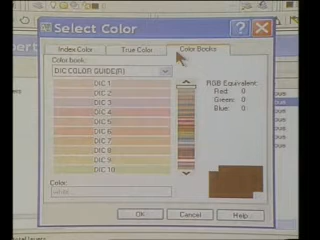 Select Color
Index Color
True Color
Color Books
Color book:
DIC COLOR GUIDE(R)
DIC 1
DIC 2
DIC 3
DIC 4
DIC 5
DIC 6
DIC 7
DIC 8
DIC 9
DIC 10
RGB Equivalent:
Red: 0
Green: 0
Blue: 0
Color:
OK
Cancel
Help...